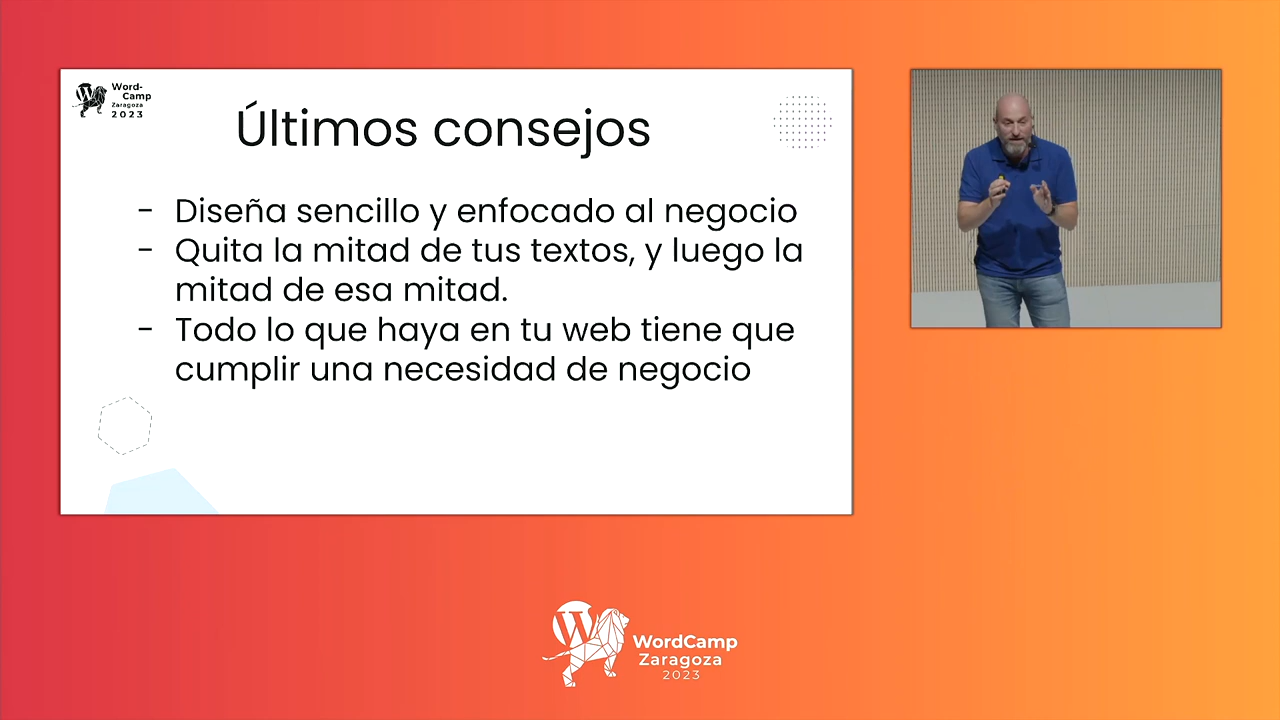 Word-
Camp
Zaragoza
2023
Últimos consejos
- Diseña sencillo y enfocado al negocio
- Quita la mitad de tus textos, y luego la
mitad de esa mitad.
- Todo lo que haya en tu web tiene que
cumplir una necesidad de negocio
W
WordCamp
Zaragoza
2023